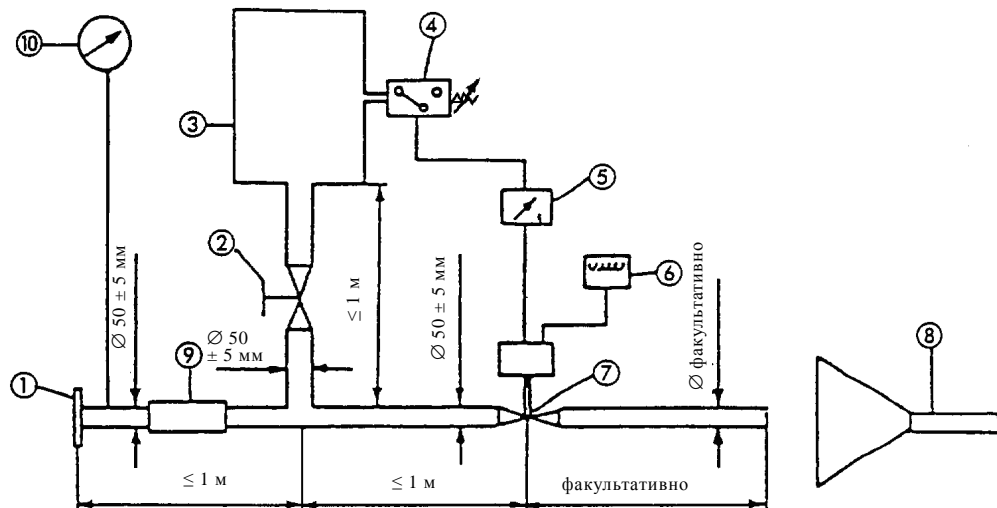 ⑩
④
③
⑤
②
⑥
Ø 50 ± 5 мм
≤ 1 м
Ø 50 ± 5 мм
Ø факультативно
⑨
Ø 50
± 5 мм
⑦
⑧
①
≤ 1 м
≤ 1 м
факультативно